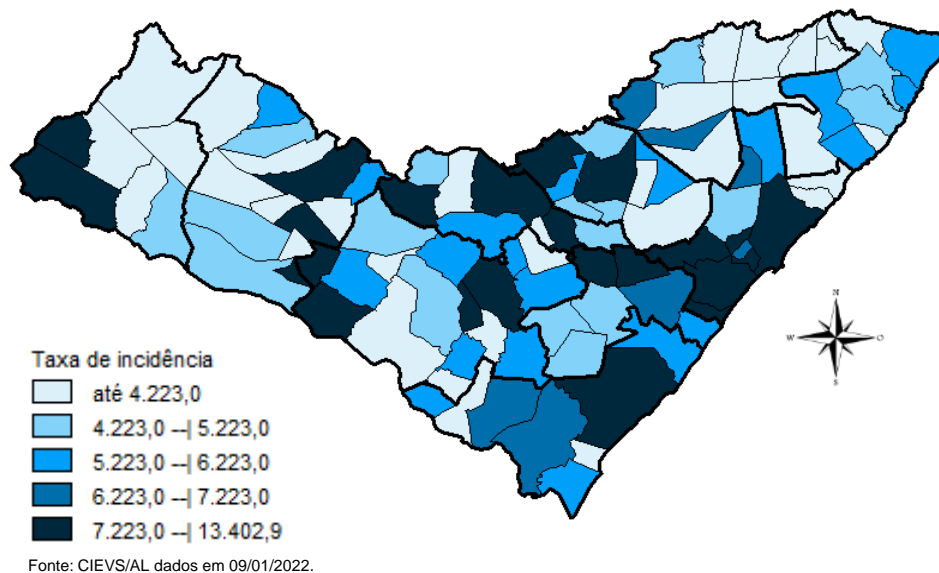 N
W
O
S
Taxa de incidência
até 4.223,0
4.223,0 --| 5.223,0
5.223,0 --| 6.223,0
6.223,0 --| 7.223,0
7.223,0 --| 13.402,9
Fonte: CIEVS/AL dados em 09/01/2022.